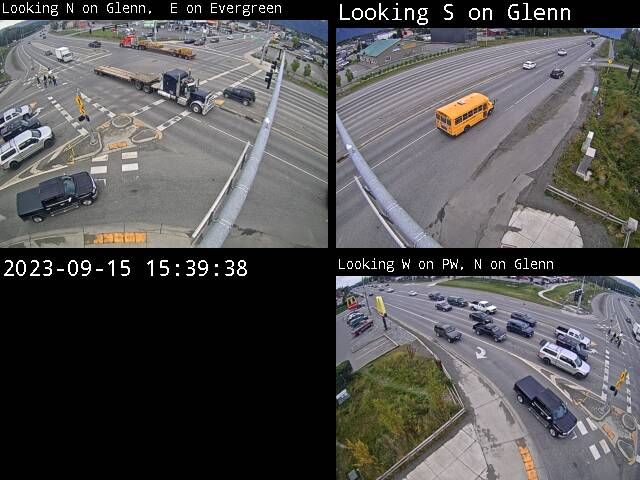 Looking N on Glenn, E on Evergreen
Looking S on Glenn
2023-09-15 15:39:38
Looking W on PW, N on Glenn